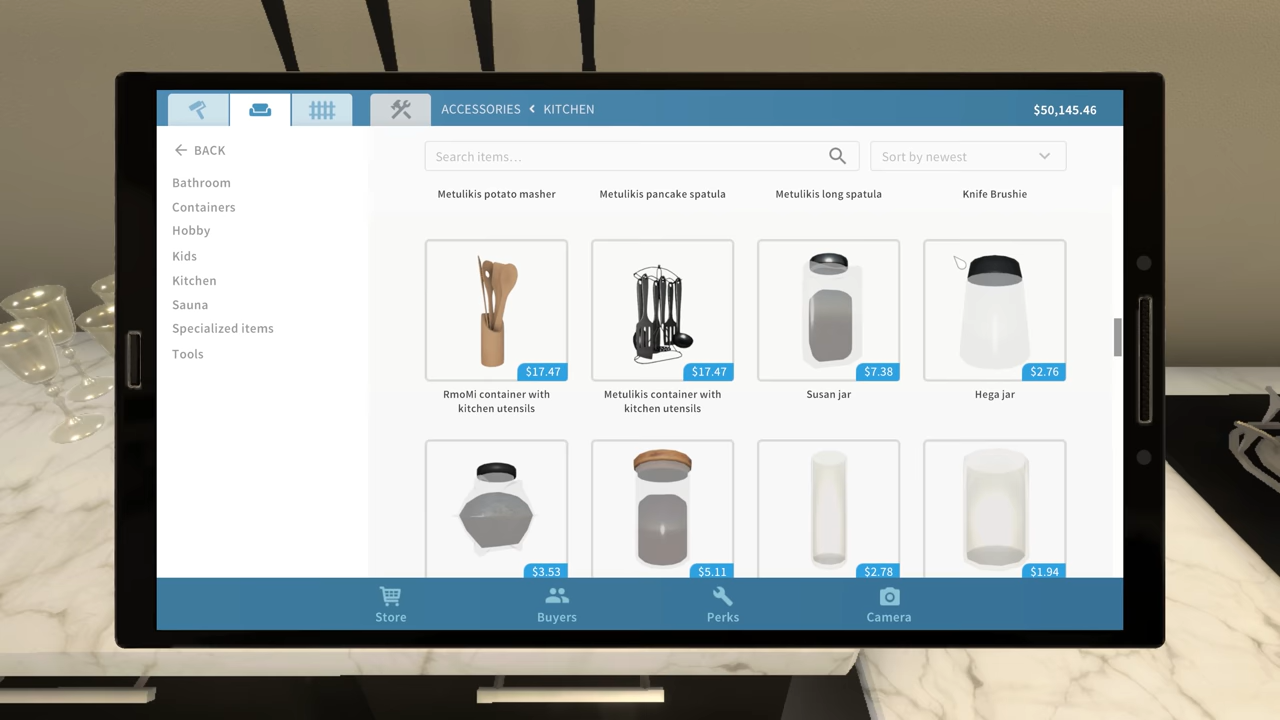 ACCESSORIES < KITCHEN
$50,145.46
BACK
Search items...
Sort by newest
Bathroom
Containers
Hobby
Kids
Kitchen
Sauna
Specialized items
Tools
Metulikis potato masher
Metulikis pancake spatula
Metulikis long spatula
Knife Brushie
$17.47
$17.47
$7.38
$2.76
RmoMi container with
kitchen utensils
Metulikis container with
kitchen utensils
Susan jar
Hega jar
$3.53
$5.11
$2.78
$1.94
Store
Buyers
Perks
Camera